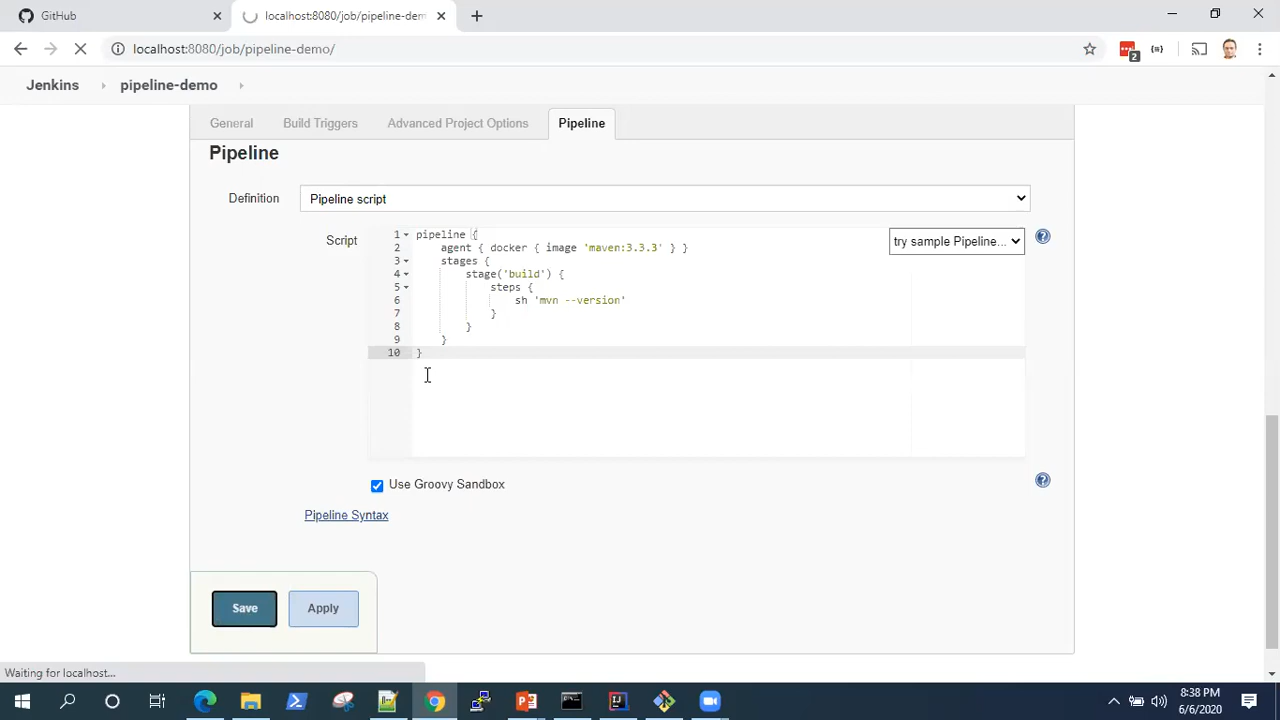 GitHub
localhost:8080/job/pipeline-dem
localhost:8080/job/pipeline-demo/
2
Jenkins
pipeline-demo
General
Build Triggers
Advanced Project Options
Pipeline
Pipeline
Definition
Pipeline script
Script
try sample Pipeline...
1 pipeline {
2 agent { docker { image 'maven:3.3.3' } }
3 stages {
4 stage('build') {
5 steps {
6 sh 'mvn --version'
7 }
8 }
9 }
10 }
Use Groovy Sandbox
Pipeline Syntax
Save
Apply
Waiting for localhost...
8:38 PM
6/6/2020